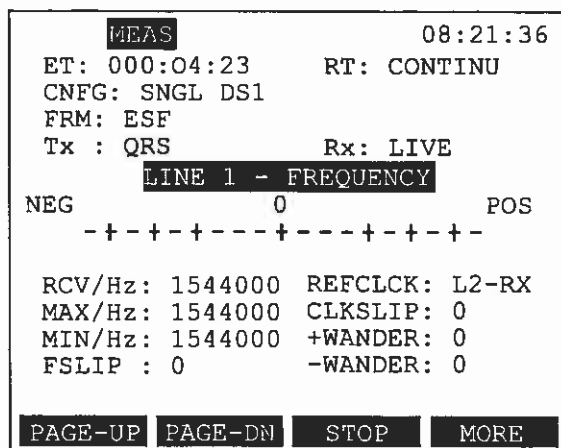 MEAS 08:21:36
ET: 000:04:23 RT: CONTINU
CNFG: SNGL DS1
FRM: ESF
Tx : QRS Rx: LIVE
LINE 1 - FREQUENCY
NEG 0 POS
-+-+-+---+---+-+-+-
RCV/Hz: 1544000 REFCLCK: L2-RX
MAX/Hz: 1544000 CLKSLIP: 0
MIN/Hz: 1544000 +WANDER: 0
FSLIP : 0 -WANDER: 0
PAGE-UP PAGE-DN STOP MORE